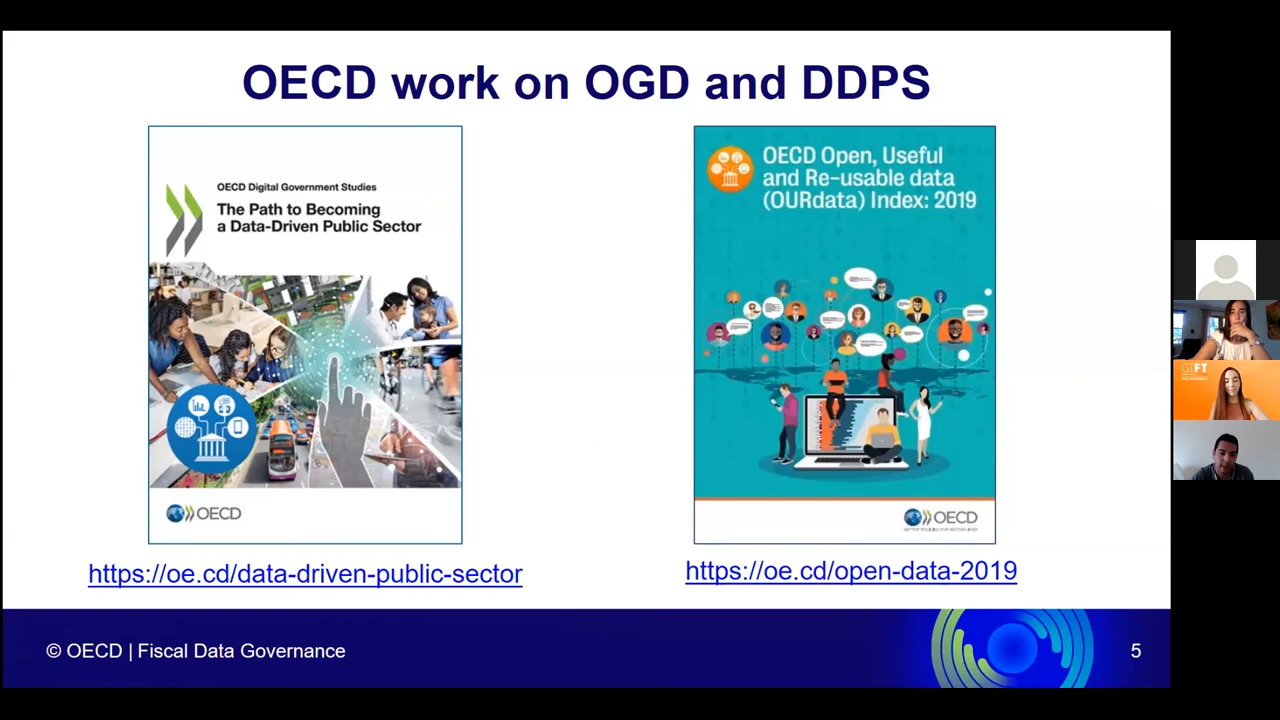 OECD work on OGD and DDPS
OECD Digital Government Studies
The Path to Becoming
a Data-Driven Public Sector
OECD
https://oe.cd/data-driven-public-sector
OECD Open, Useful
and Re-usable data
(OURdata) Index: 2019
OECD
https://oe.cd/open-data-2019
© OECD | Fiscal Data Governance
5
GIFT